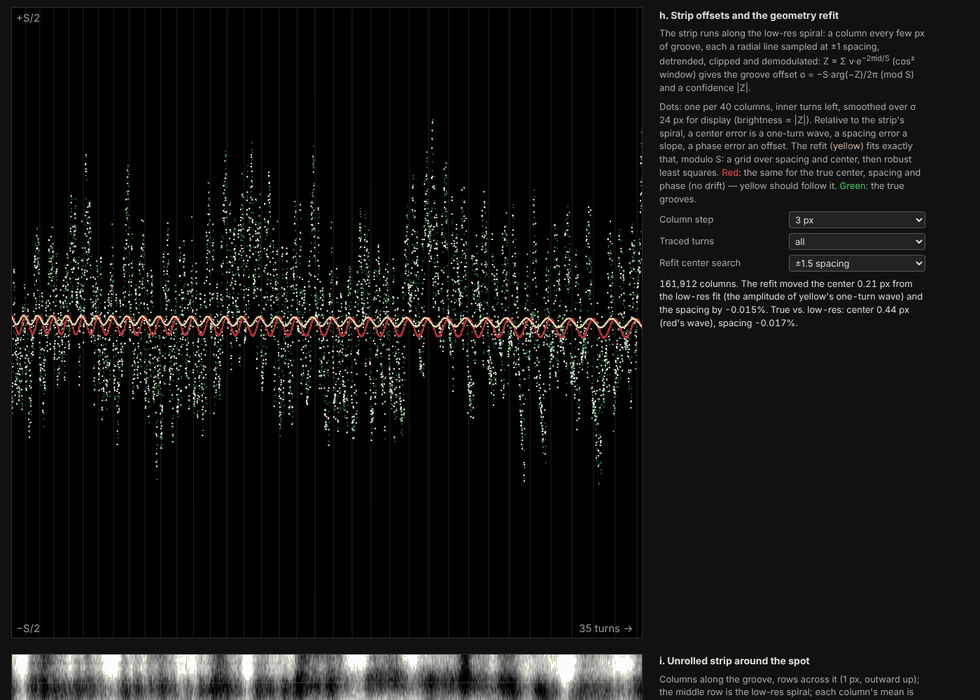 +S/2
−S/2
35 turns →
h. Strip offsets and the geometry refit
The strip runs along the low-res spiral: a column every few px
of groove, each a radial line sampled at ±1 spacing,
detrended, clipped and demodulated: Z = Σ v·e−2πid/S (cos²
window) gives the groove offset o = −S·arg(−Z)/2π (mod S)
and a confidence |Z|.
Dots: one per 40 columns, inner turns left, smoothed over σ
24 px for display (brightness ∝ |Z|). Relative to the strip's
spiral, a center error is a one-turn wave, a spacing error a
slope, a phase error an offset. The refit (yellow) fits exactly
that, modulo S: a grid over spacing and center, then robust
least squares. Red: the same for the true center, spacing and
phase (no drift) — yellow should follow it. Green: the true
grooves.
Column step 3 px
Traced turns all
Refit center search ±1.5 spacing
161,912 columns. The refit moved the center 0.21 px from
the low-res fit (the amplitude of yellow's one-turn wave) and
the spacing by -0.015%. True vs. low-res: center 0.44 px
(red's wave), spacing -0.017%.
i. Unrolled strip around the spot
Columns along the groove, rows across it (1 px, outward up);
the middle row is the low-res spiral; each column's mean is